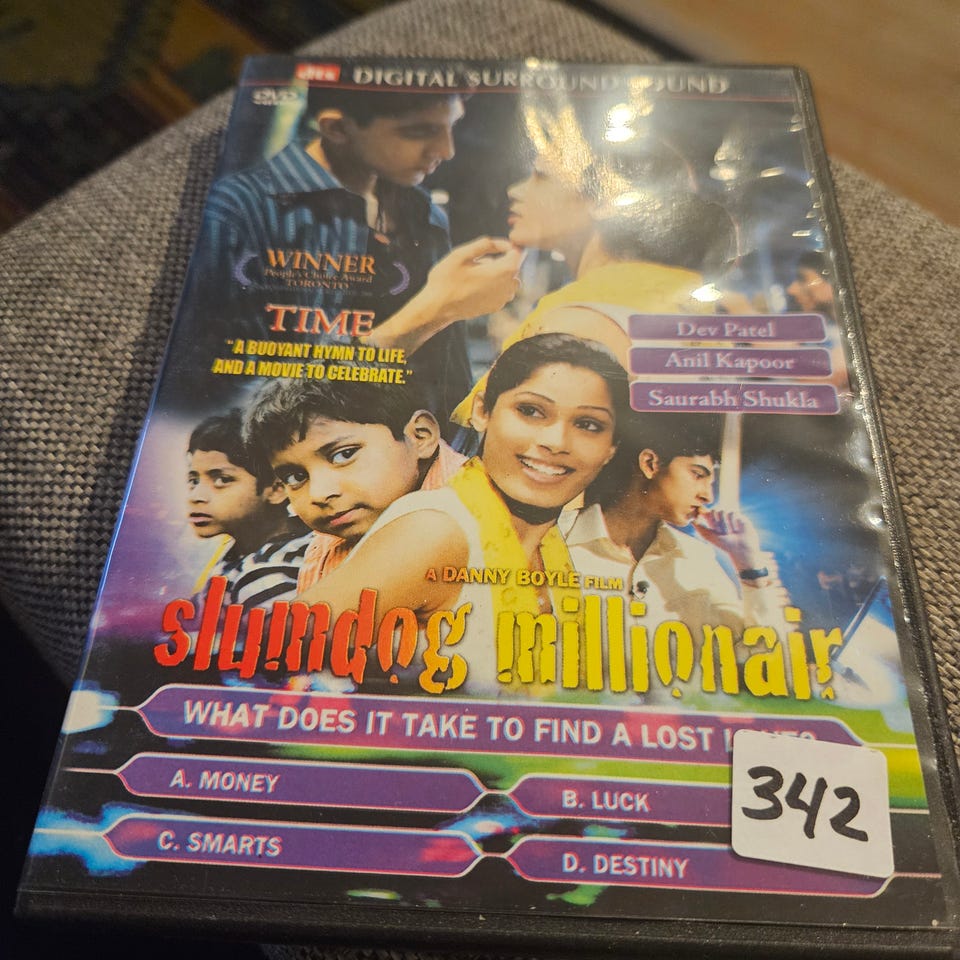 dts DIGITAL SURROUND SOUND
DVD
WINNER
People's Choice Award
TORONTO
TIME
"A BUOYANT HYMN TO LIFE,
AND A MOVIE TO CELEBRATE."
Dev Patel
Anil Kapoor
Saurabh Shukla
A DANNY BOYLE FILM
slumdog millionair
WHAT DOES IT TAKE TO FIND A LOST
A. MONEY
B. LUCK
C. SMARTS
D. DESTINY
342